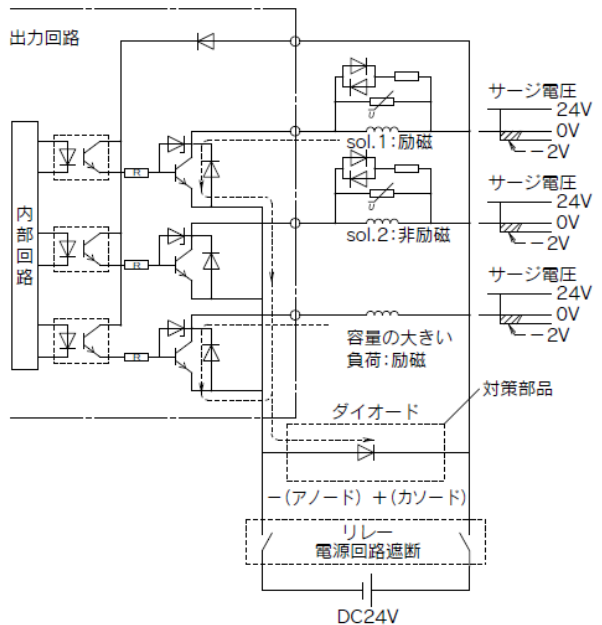 出力回路
内部回路
R
R
R
U
sol.1:励磁
サージ電圧
24V
0V
-2V
U
sol.2:非励磁
サージ電圧
24V
0V
-2V
容量の大きい
負荷:励磁
サージ電圧
24V
0V
-2V
対策部品
ダイオード
-(アノード) +(カソード)
リレー
電源回路遮断
DC24V